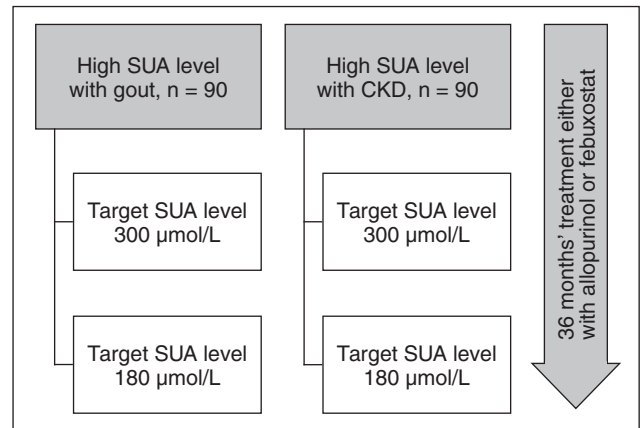 High SUA level
with gout, n = 90
Target SUA level
300 μmol/L
Target SUA level
180 μmol/L
High SUA level
with CKD, n = 90
Target SUA level
300 μmol/L
Target SUA level
180 μmol/L
36 months' treatment either
with allopurinol or febuxostat